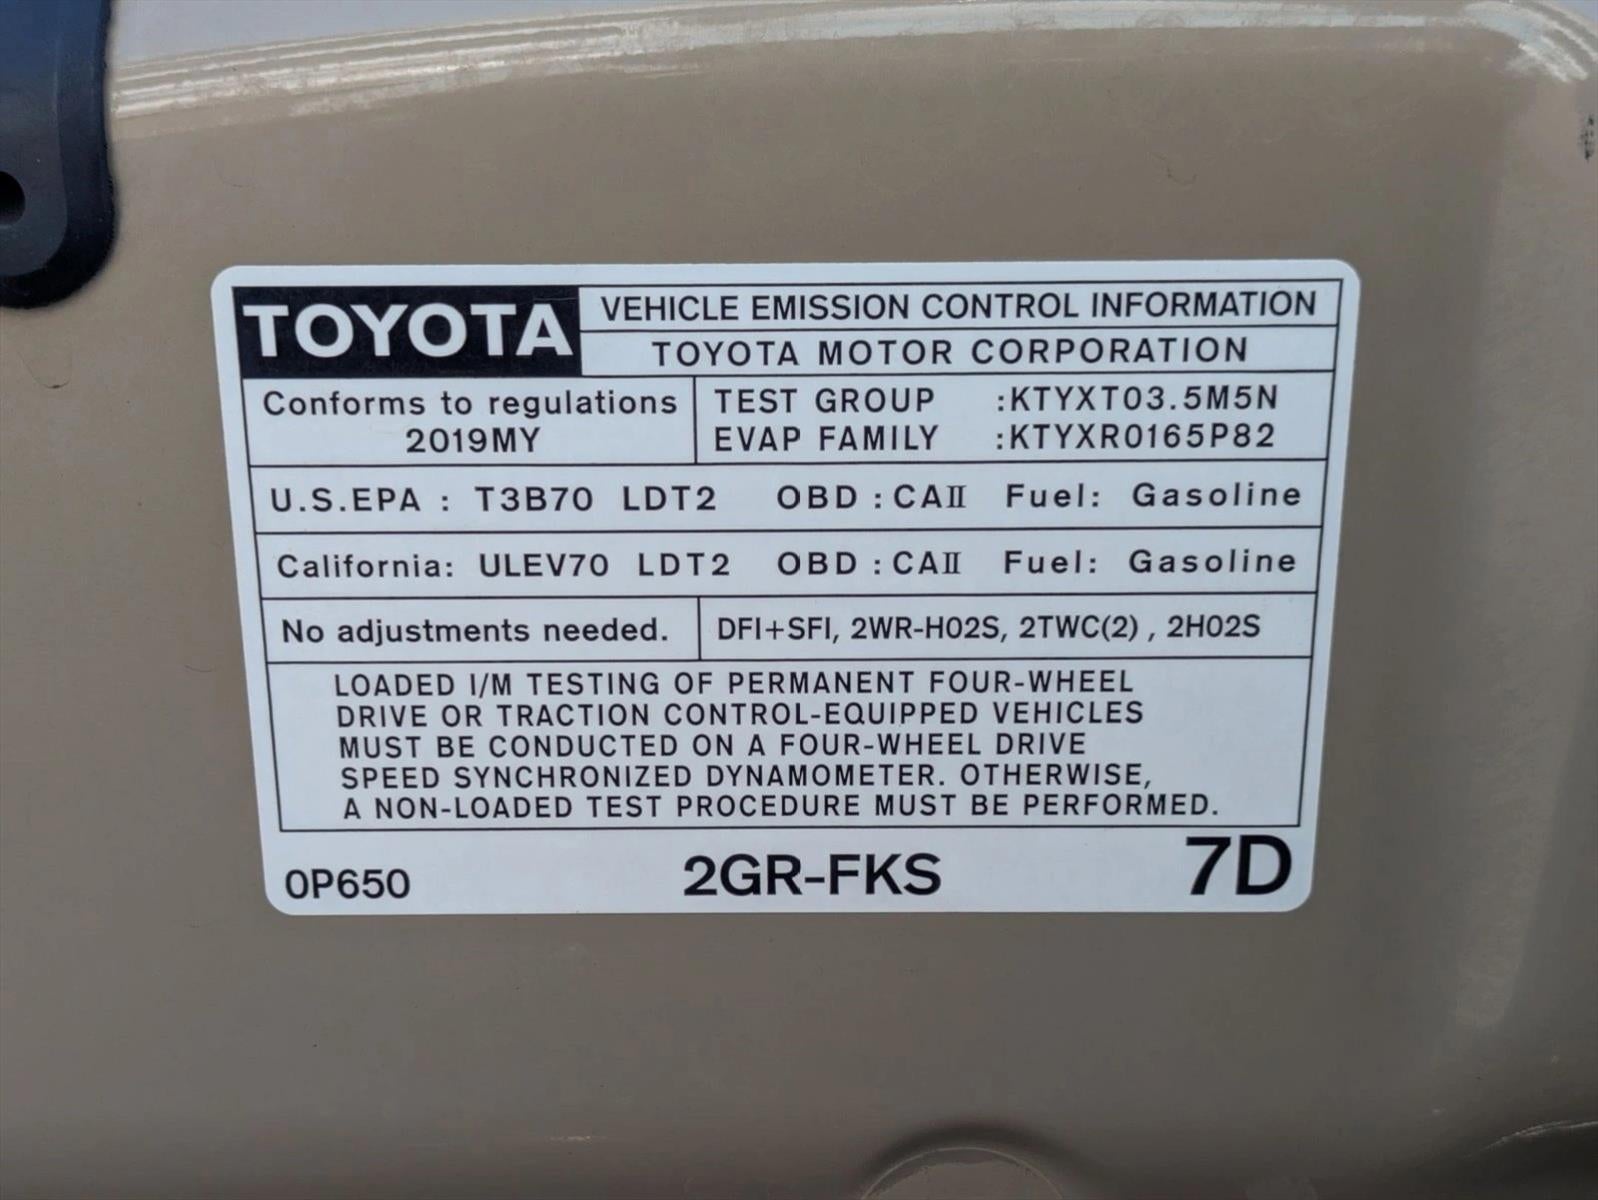 TOYOTA
VEHICLE EMISSION CONTROL INFORMATION
TOYOTA MOTOR CORPORATION
Conforms to regulations
2019MY
TEST GROUP :KTYXT03.5M5N
EVAP FAMILY :KTYXR0165P82
U.S.EPA : T3B70 LDT2 OBD : CAⅡ Fuel: Gasoline
California: ULEV70 LDT2 OBD : CAⅡ Fuel: Gasoline
No adjustments needed.
DFI+SFI, 2WR-HO2S, 2TWC(2) , 2HO2S
LOADED I/M TESTING OF PERMANENT FOUR-WHEEL
DRIVE OR TRACTION CONTROL-EQUIPPED VEHICLES
MUST BE CONDUCTED ON A FOUR-WHEEL DRIVE
SPEED SYNCHRONIZED DYNAMOMETER. OTHERWISE,
A NON-LOADED TEST PROCEDURE MUST BE PERFORMED.
0P650 2GR-FKS 7D